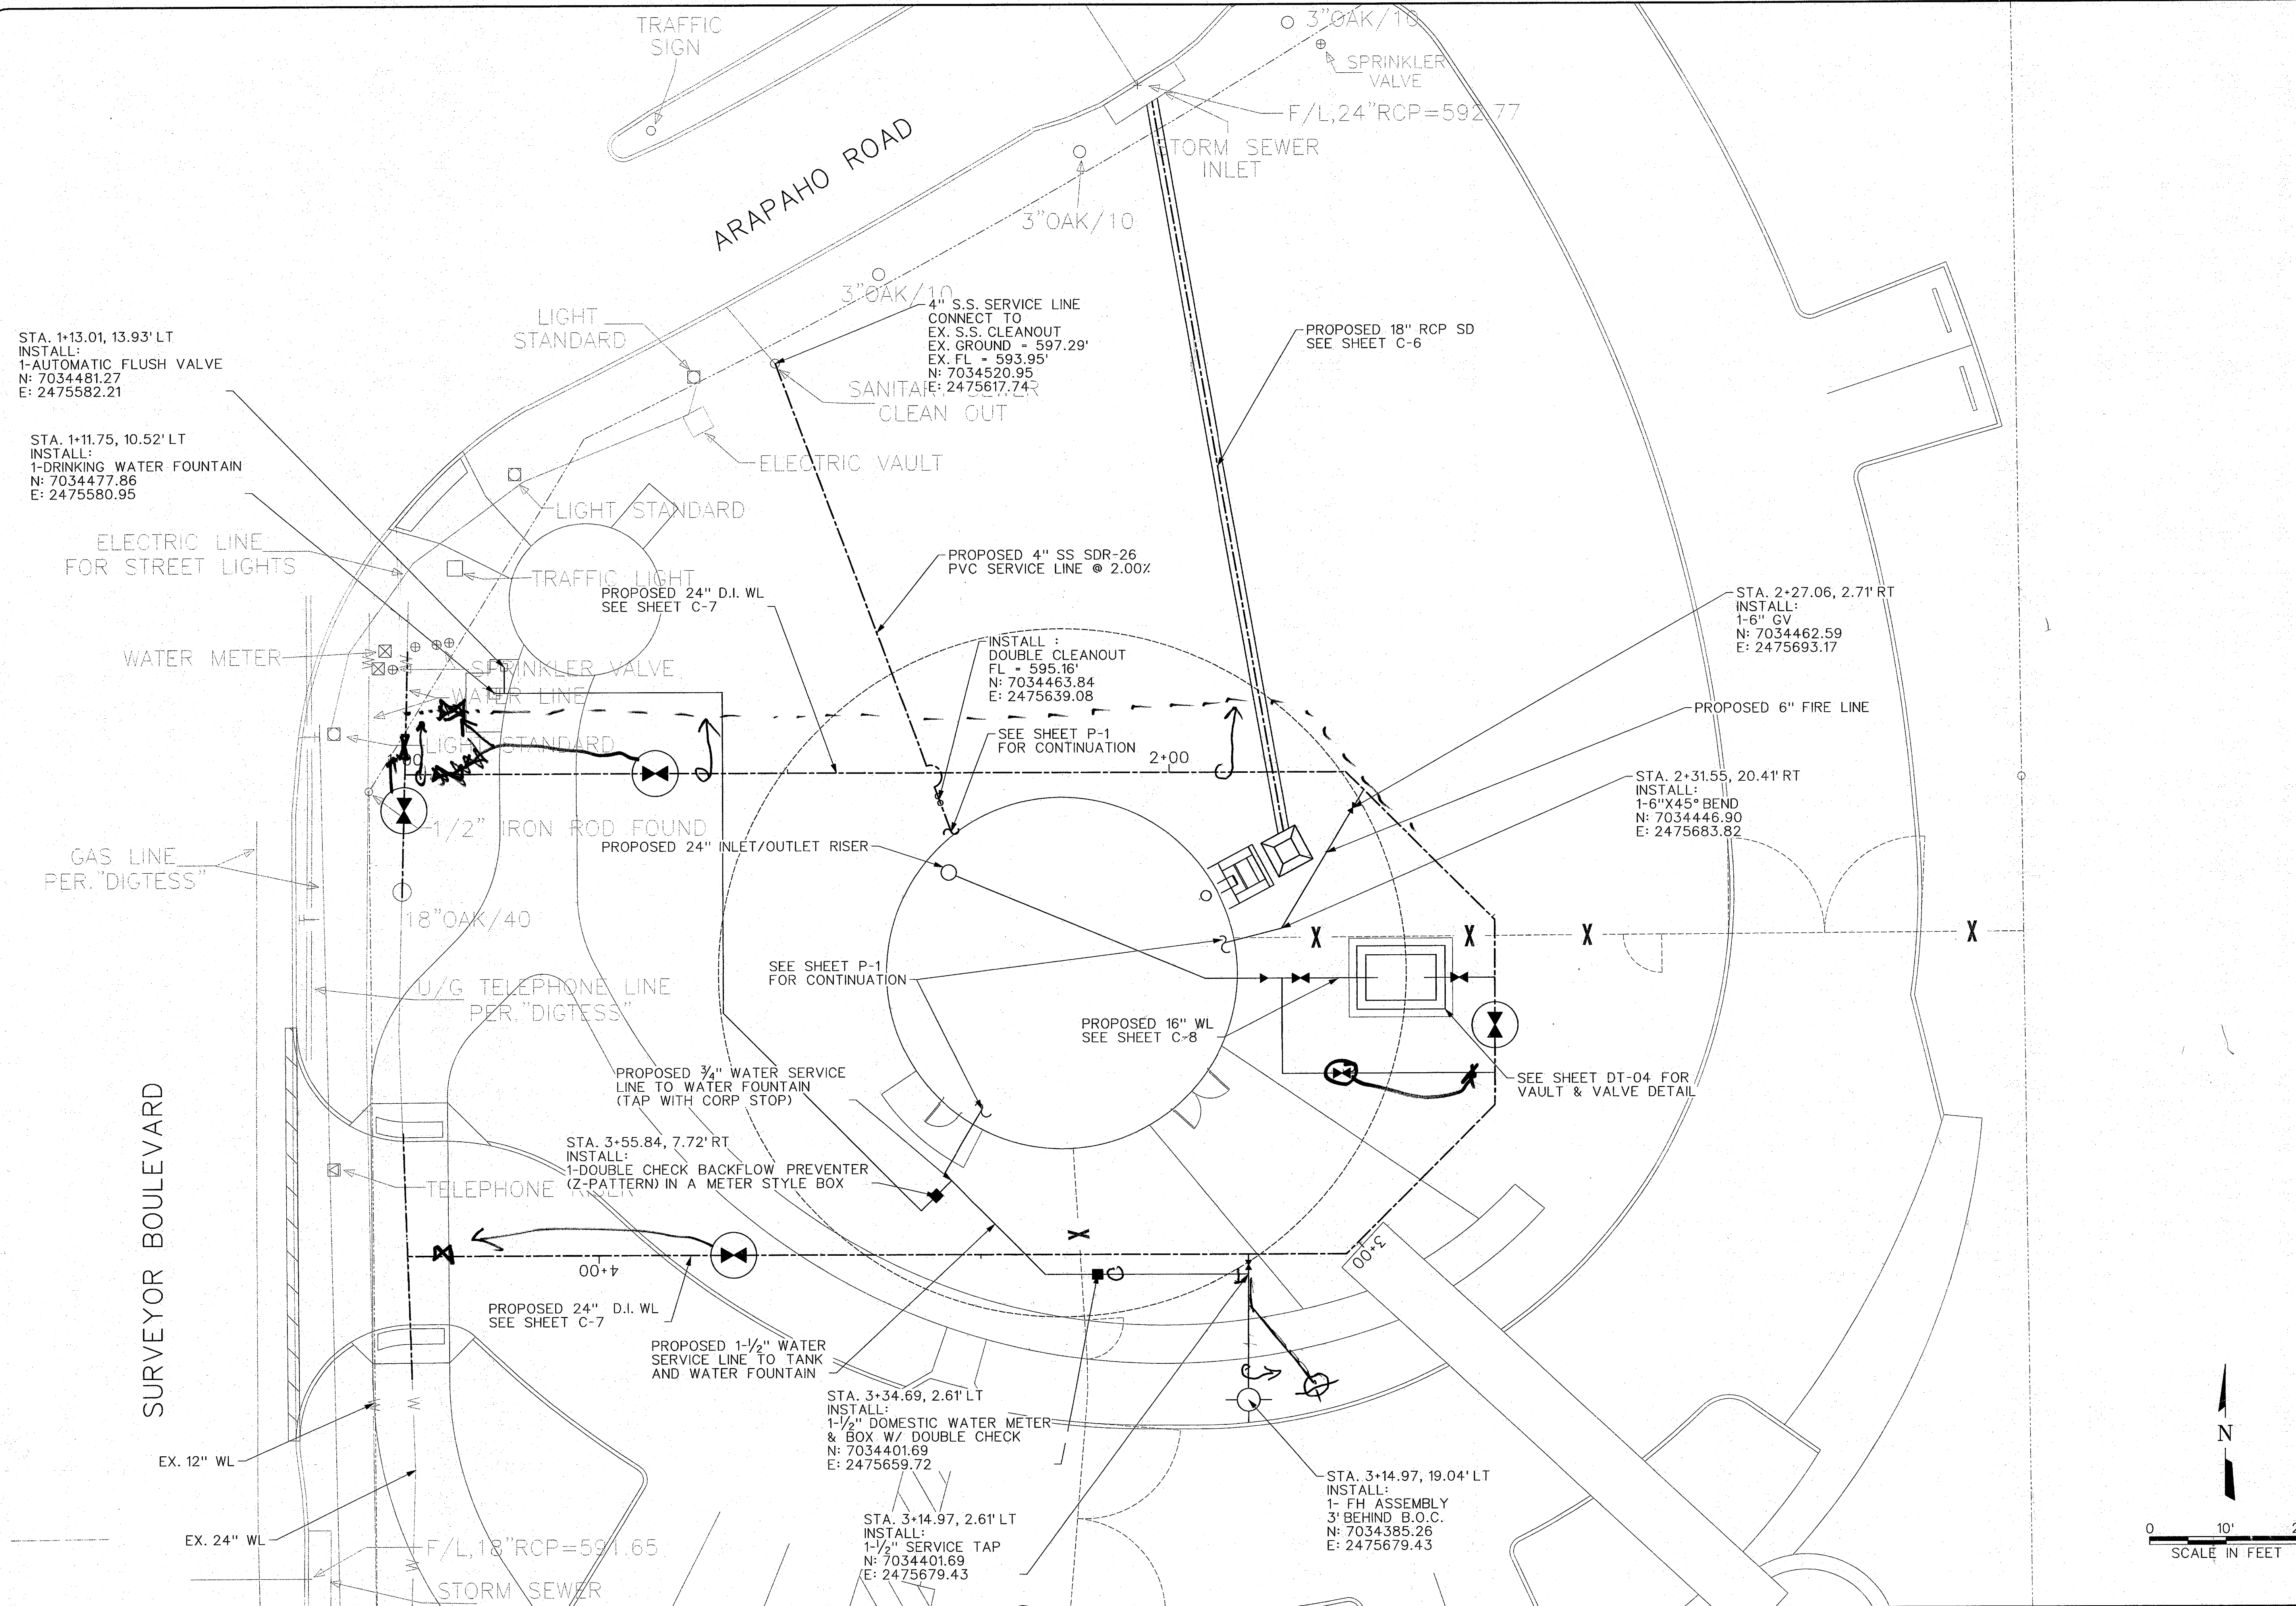 TRAFFIC
SIGN
3"OAK/10
SPRINKLER
VALVE
F/L,24"RCP=592.77
STORM SEWER
INLET
ARAPAHO ROAD
3"OAK/10
3"OAK/10
4" S.S. SERVICE LINE
CONNECT TO
EX. S.S. CLEANOUT
EX. GROUND = 597.29'
EX. FL = 593.95'
N: 7034520.95
E: 2475617.74
LIGHT
STANDARD
PROPOSED 18" RCP SD
SEE SHEET C-6
STA. 1+13.01, 13.93' LT
INSTALL:
1-AUTOMATIC FLUSH VALVE
N: 7034481.27
E: 2475582.21
SANITARY SEWER
CLEAN OUT
STA. 1+11.75, 10.52' LT
INSTALL:
1-DRINKING WATER FOUNTAIN
N: 7034477.86
E: 2475580.95
ELECTRIC VAULT
LIGHT STANDARD
ELECTRIC LINE
FOR STREET LIGHTS
TRAFFIC LIGHT
PROPOSED 24" D.I. WL
SEE SHEET C-7
PROPOSED 4" SS SDR-26
PVC SERVICE LINE @ 2.00%
STA. 2+27.06, 2.71' RT
INSTALL:
1-6" GV
N: 7034462.59
E: 2475693.17
INSTALL :
DOUBLE CLEANOUT
FL = 595.16'
N: 7034463.84
E: 2475639.08
WATER METER
SPRINKLER VALVE
WATER LINE
PROPOSED 6" FIRE LINE
SEE SHEET P-1
FOR CONTINUATION
LIGHT STANDARD
2+00
STA. 2+31.55, 20.41' RT
INSTALL:
1-6"X45° BEND
N: 7034446.90
E: 2475683.82
1/2" IRON ROD FOUND
PROPOSED 24" INLET/OUTLET RISER
GAS LINE
PER."DIGTESS"
18"OAK/40
X X X X
SEE SHEET P-1
FOR CONTINUATION
U/G TELEPHONE LINE
PER."DIGTESS"
PROPOSED 16" WL
SEE SHEET C-8
SEE SHEET DT-04 FOR
VAULT & VALVE DETAIL
PROPOSED ¾" WATER SERVICE
LINE TO WATER FOUNTAIN
(TAP WITH CORP STOP)
STA. 3+55.84, 7.72' RT
INSTALL:
1-DOUBLE CHECK BACKFLOW PREVENTER
(Z-PATTERN) IN A METER STYLE BOX
TELEPHONE RISER
SURVEYOR BOULEVARD
X
3+00
4+00
PROPOSED 24" D.I. WL
SEE SHEET C-7
PROPOSED 1-½" WATER
SERVICE LINE TO TANK
AND WATER FOUNTAIN
STA. 3+34.69, 2.61' LT
INSTALL:
1-½" DOMESTIC WATER METER
& BOX W/ DOUBLE CHECK
N: 7034401.69
E: 2475659.72
EX. 12" WL
STA. 3+14.97, 19.04' LT
INSTALL:
1- FH ASSEMBLY
3' BEHIND B.O.C.
N: 7034385.26
E: 2475679.43
STA. 3+14.97, 2.61' LT
INSTALL:
1-½" SERVICE TAP
N: 7034401.69
E: 2475679.43
EX. 24" WL
F/L,18"RCP=591.65
STORM SEWER
N
0 10'
SCALE IN FEET